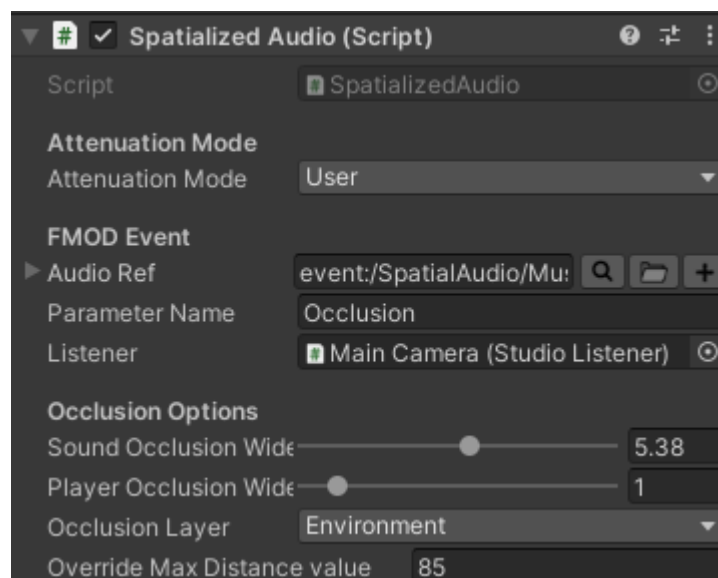 Spatialized Audio (Script)
Script SpatializedAudio
Attenuation Mode
Attenuation Mode User
FMOD Event
Audio Ref event:/SpatialAudio/Mus
Parameter Name Occlusion
Listener Main Camera (Studio Listener)
Occlusion Options
Sound Occlusion Wide 5.38
Player Occlusion Wide 1
Occlusion Layer Environment
Override Max Distance value 85